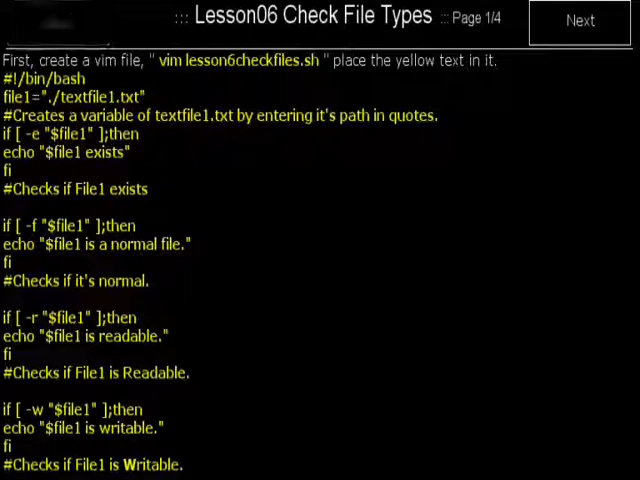 ::: Lesson06 Check File Types ::: Page 1/4
Next
First, create a vim file, " vim lesson6checkfiles.sh " place the yellow text in it.
#!/bin/bash
file1="./textfile1.txt"
#Creates a variable of textfile1.txt by entering it's path in quotes.
if [ -e "$file1" ];then
echo "$file1 exists"
fi
#Checks if File1 exists
if [ -f "$file1" ];then
echo "$file1 is a normal file."
fi
#Checks if it's normal.
if [ -r "$file1" ];then
echo "$file1 is readable."
fi
#Checks if File1 is Readable.
if [ -w "$file1" ];then
echo "$file1 is writable."
fi
#Checks if File1 is Writable.